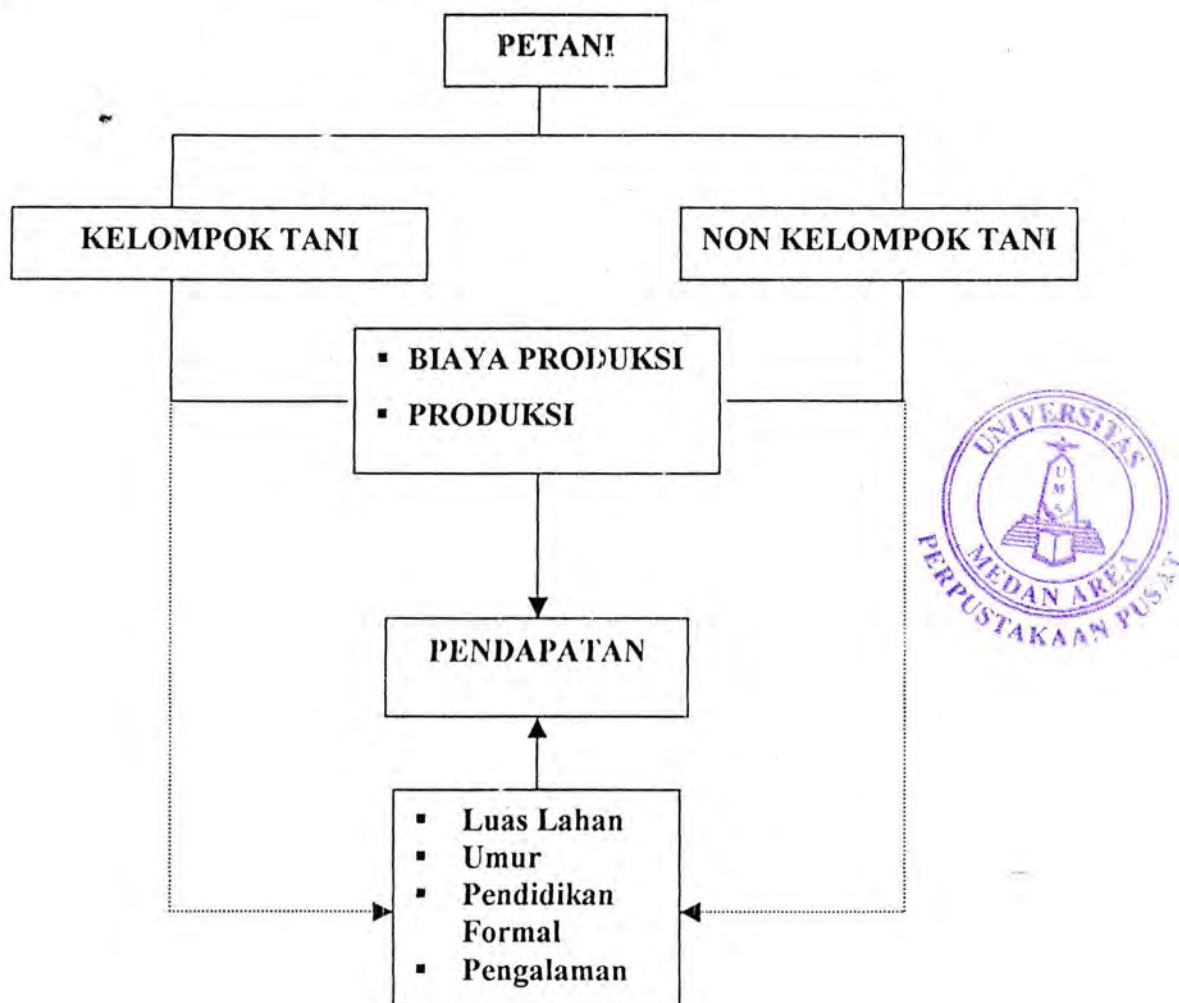 PETANI
KELOMPOK TANI
NON KELOMPOK TANI
▪ BIAYA PRODUKSI
▪ PRODUKSI
PENDAPATAN
▪ Luas Lahan
▪ Umur
▪ Pendidikan
Formal
▪ Pengalaman
UNIVERSITAS
UMA
MEDAN AREA
PERPUSTAKAAN PUSAT